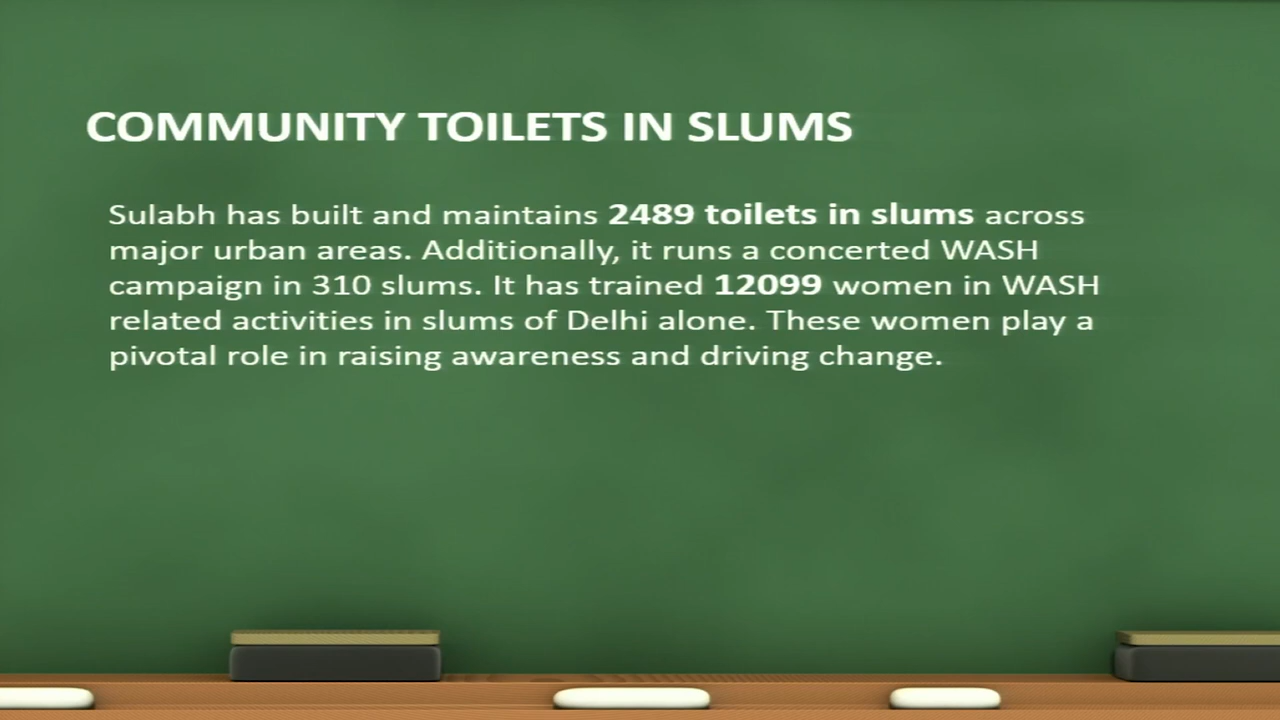 COMMUNITY TOILETS IN SLUMS
Sulabh has built and maintains 2489 toilets in slums across
major urban areas. Additionally, it runs a concerted WASH
campaign in 310 slums. It has trained 12099 women in WASH
related activities in slums of Delhi alone. These women play a
pivotal role in raising awareness and driving change.